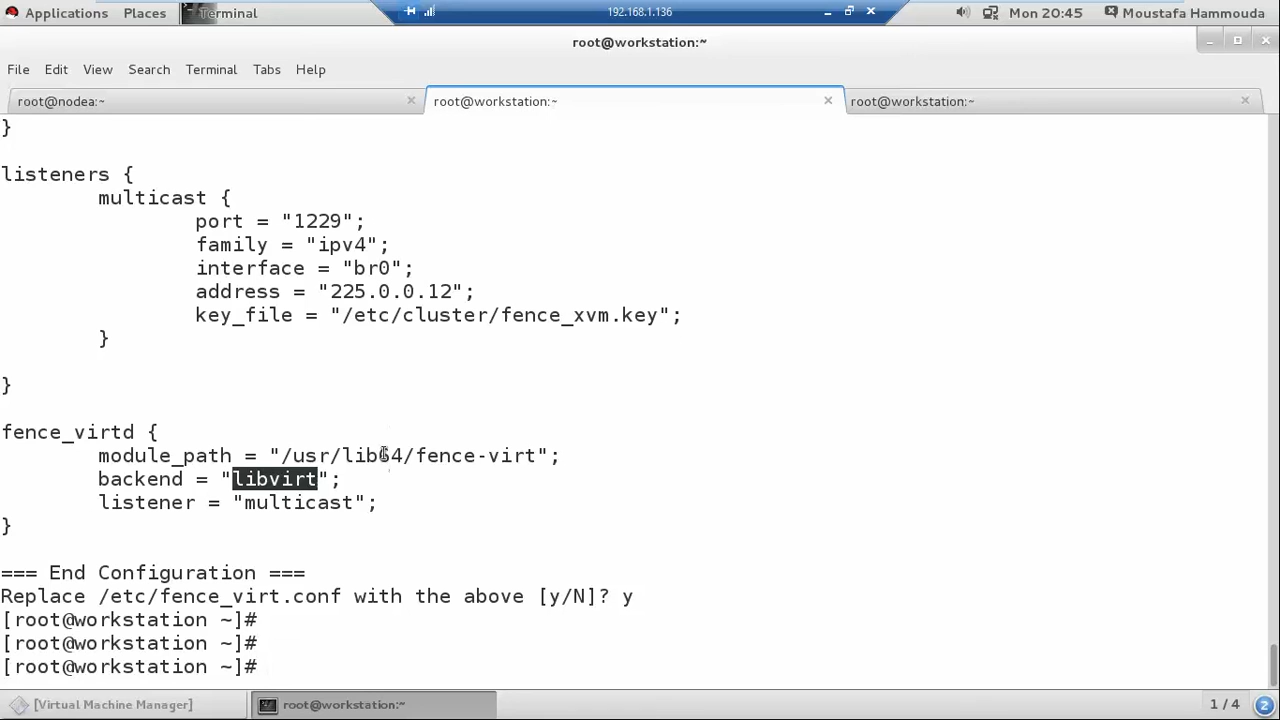 Applications Places Terminal 192.168.1.136 Mon 20:45 Moustafa Hammouda
root@workstation:~
File Edit View Search Terminal Tabs Help
root@nodea:~ root@workstation:~ root@workstation:~
}
listeners {
multicast {
port = "1229";
family = "ipv4";
interface = "br0";
address = "225.0.0.12";
key_file = "/etc/cluster/fence_xvm.key";
}
}
fence_virtd {
module_path = "/usr/lib64/fence-virt";
backend = "libvirt";
listener = "multicast";
}
=== End Configuration ===
Replace /etc/fence_virt.conf with the above [y/N]? y
[root@workstation ~]#
[root@workstation ~]#
[root@workstation ~]#
[Virtual Machine Manager] root@workstation:~ 1 / 4 2